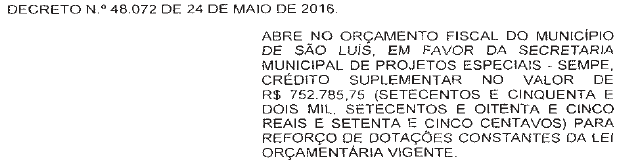 DECRETO N.º 48.072 DE 24 DE MAIO DE 2016.
ABRE NO ORÇAMENTO FISCAL DO MUNICÍPIO
DE SÃO LUÍS, EM FAVOR DA SECRETARIA
MUNICIPAL DE PROJETOS ESPECIAIS - SEMPE,
CRÉDITO SUPLEMENTAR NO VALOR DE
R$ 752.785,75 (SETECENTOS E CINQUENTA E
DOIS MIL, SETECENTOS E OITENTA E CINCO
REAIS E SETENTA E CINCO CENTAVOS) PARA
REFORÇO DE DOTAÇÕES CONSTANTES DA LEI
ORÇAMENTÁRIA VIGENTE.